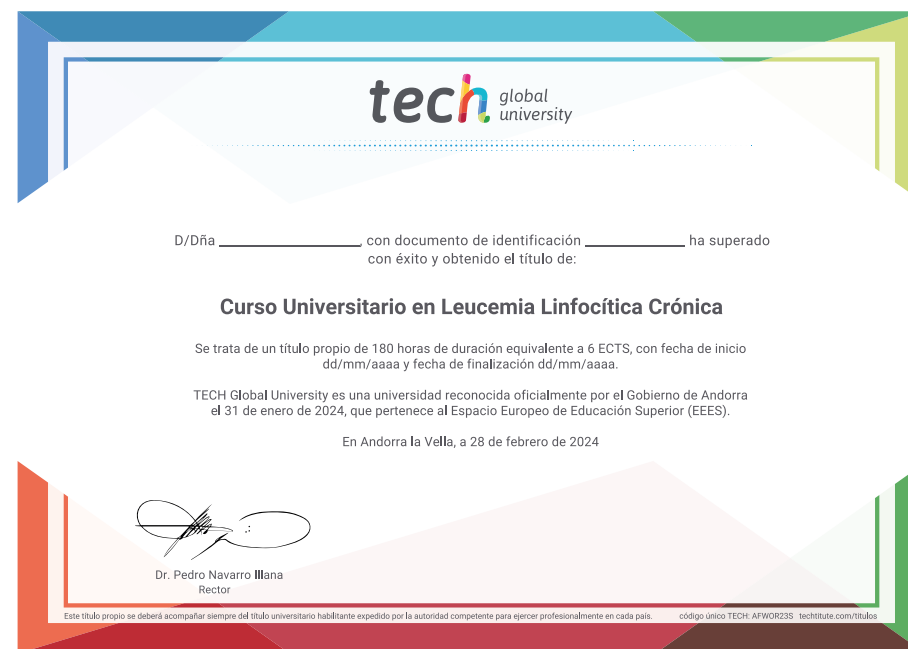 tech global university
D/Dña ______________________, con documento de identificación _______________ ha superado
con éxito y obtenido el título de:
Curso Universitario en Leucemia Linfocítica Crónica
Se trata de un título propio de 180 horas de duración equivalente a 6 ECTS, con fecha de inicio
dd/mm/aaaa y fecha de finalización dd/mm/aaaa.
TECH Global University es una universidad reconocida oficialmente por el Gobierno de Andorra
el 31 de enero de 2024, que pertenece al Espacio Europeo de Educación Superior (EEES).
En Andorra la Vella, a 28 de febrero de 2024
Dr. Pedro Navarro Illana
Rector
Este título propio se deberá acompañar siempre del título universitario habilitante expedido por la autoridad competente para ejercer profesionalmente en cada país. código único TECH: AFWOR23S techtitute.com/titulos